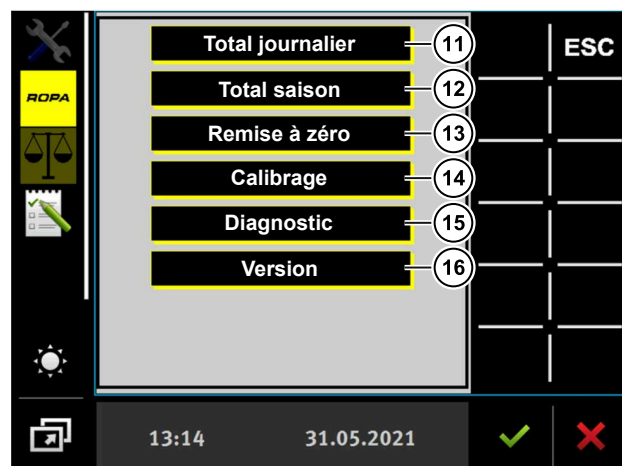 Total journalier 11
ESC
Total saison 12
ROPA
Remise à zéro 13
Calibrage 14
Diagnostic 15
Version 16
13:14 31.05.2021